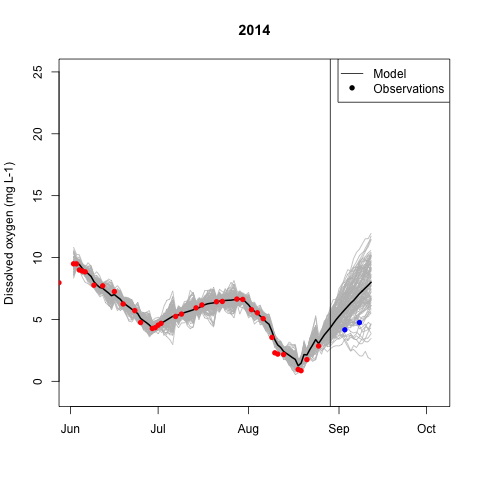 2014
Model
Observations
Dissolved oxygen (mg L-1)
25
20
15
10
5
0
Jun
Jul
Aug
Sep
Oct